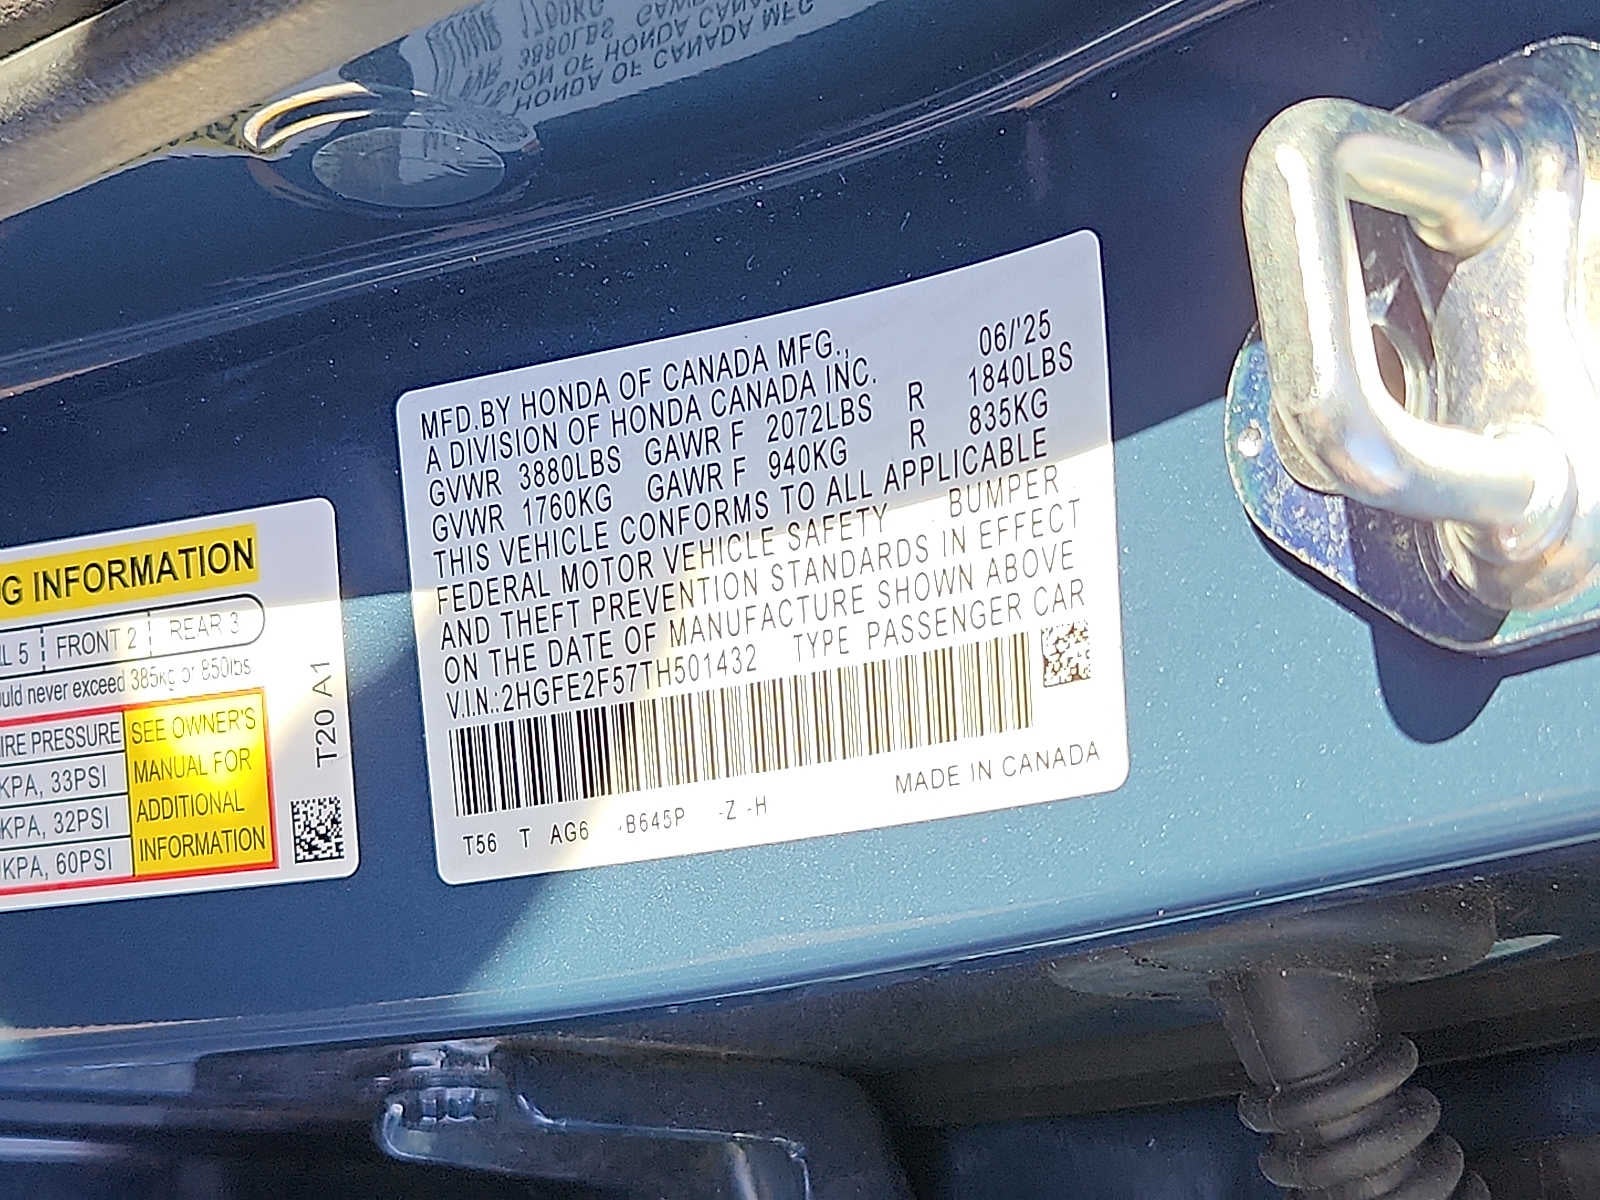 MFD.BY HONDA OF CANADA MFG., 06/'25
A DIVISION OF HONDA CANADA INC.
GVWR 3880LBS GAWR F 2072LBS R 1840LBS
GVWR 1760KG GAWR F 940KG R 835KG
THIS VEHICLE CONFORMS TO ALL APPLICABLE
FEDERAL MOTOR VEHICLE SAFETY BUMPER
AND THEFT PREVENTION STANDARDS IN EFFECT
ON THE DATE OF MANUFACTURE SHOWN ABOVE
V.I.N.:2HGFE2F57TH501432 TYPE PASSENGER CAR
MADE IN CANADA
T56 T AG6 -B645P -Z -H
G INFORMATION
L 5 FRONT 2 REAR 3
uld never exceed 385kg or 850lbs
IRE PRESSURE
KPA, 33PSI
KPA, 32PSI
KPA, 60PSI
SEE OWNER'S
MANUAL FOR
ADDITIONAL
INFORMATION
T20 A1